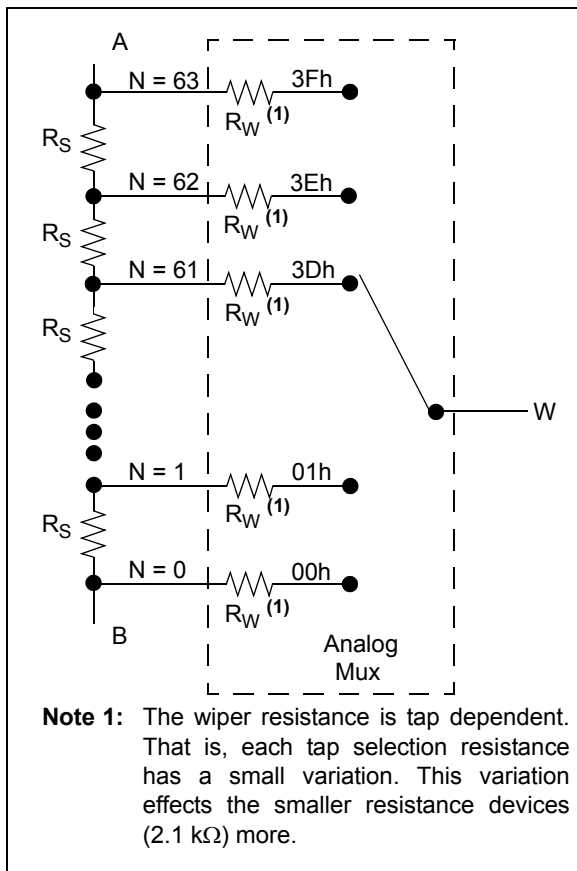 A
N = 63
3Fh
RW (1)
RS
N = 62
3Eh
RW (1)
RS
N = 61
3Dh
RW (1)
RS
W
N = 1
01h
RW (1)
RS
N = 0
00h
RW (1)
B
Analog
Mux
Note 1: The wiper resistance is tap dependent.
That is, each tap selection resistance
has a small variation. This variation
effects the smaller resistance devices
(2.1 kΩ) more.